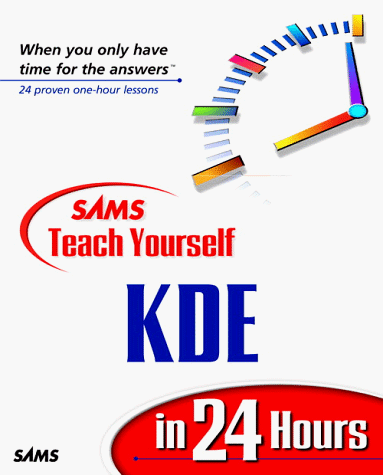 When you only have
time for the answers™
24 proven one-hour lessons
SAMS
Teach Yourself
KDE
in 24 Hours
SAMS